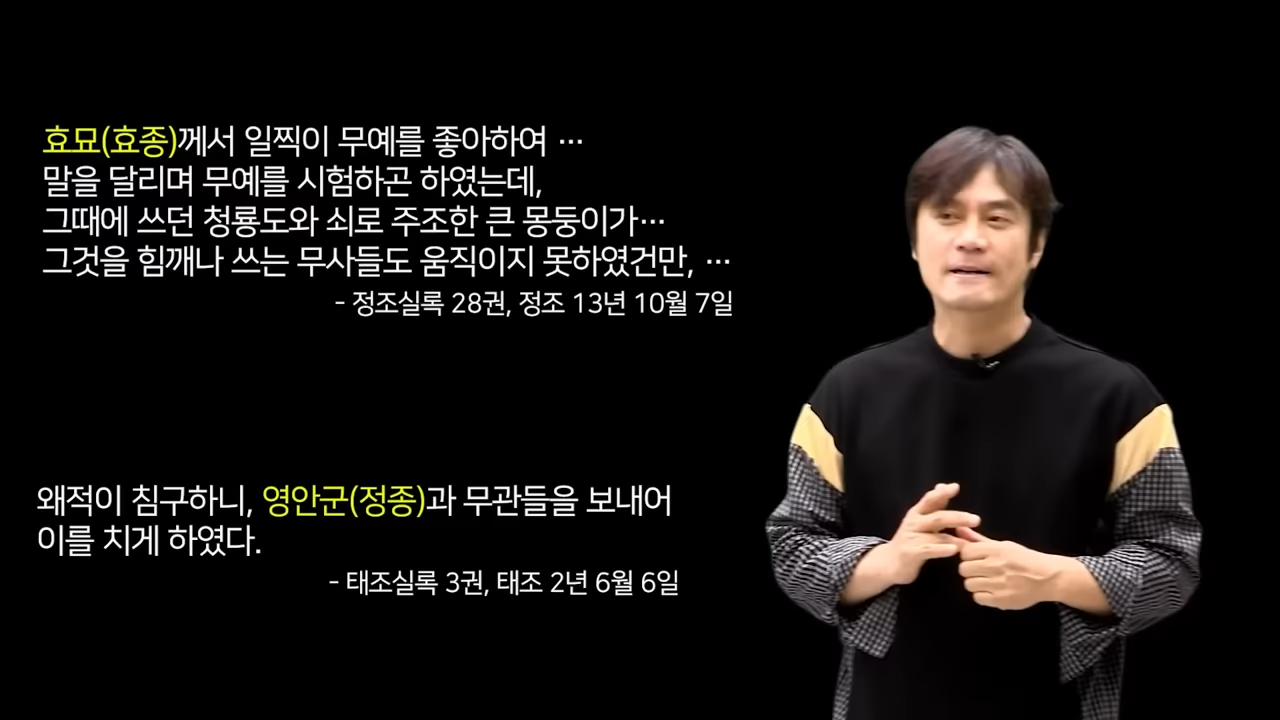 효묘(효종)께서 일찍이 무예를 좋아하여 …
말을 달리며 무예를 시험하곤 하였는데,
그때에 쓰던 청룡도와 쇠로 주조한 큰 몽둥이가…
그것을 힘깨나 쓰는 무사들도 움직이지 못하였건만, …
- 정조실록 28권, 정조 13년 10월 7일
왜적이 침구하니, 영안군(정종)과 무관들을 보내어
이를 치게 하였다.
- 태조실록 3권, 태조 2년 6월 6일